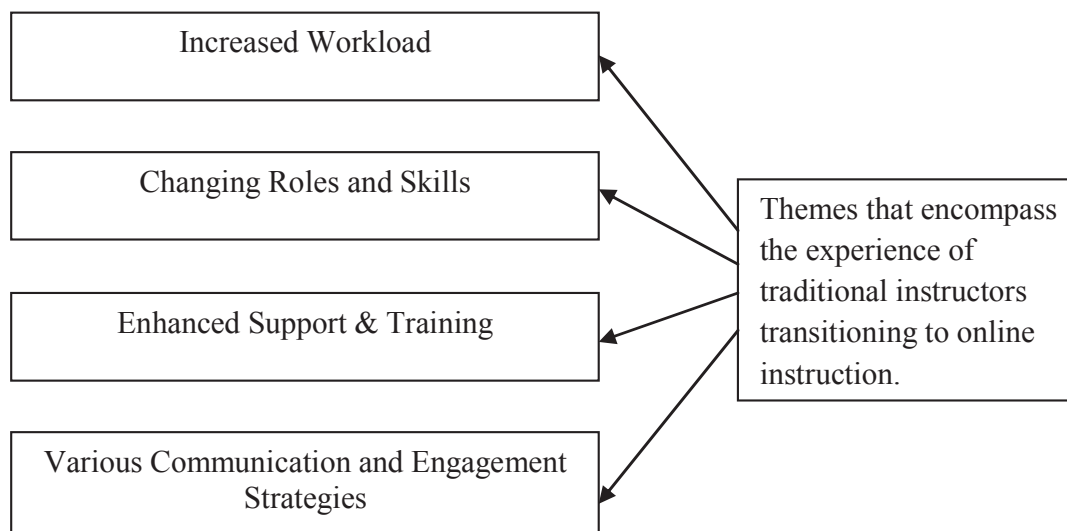 Increased Workload
Changing Roles and Skills
Enhanced Support & Training
Various Communication and Engagement
Strategies
Themes that encompass
the experience of
traditional instructors
transitioning to online
instruction.